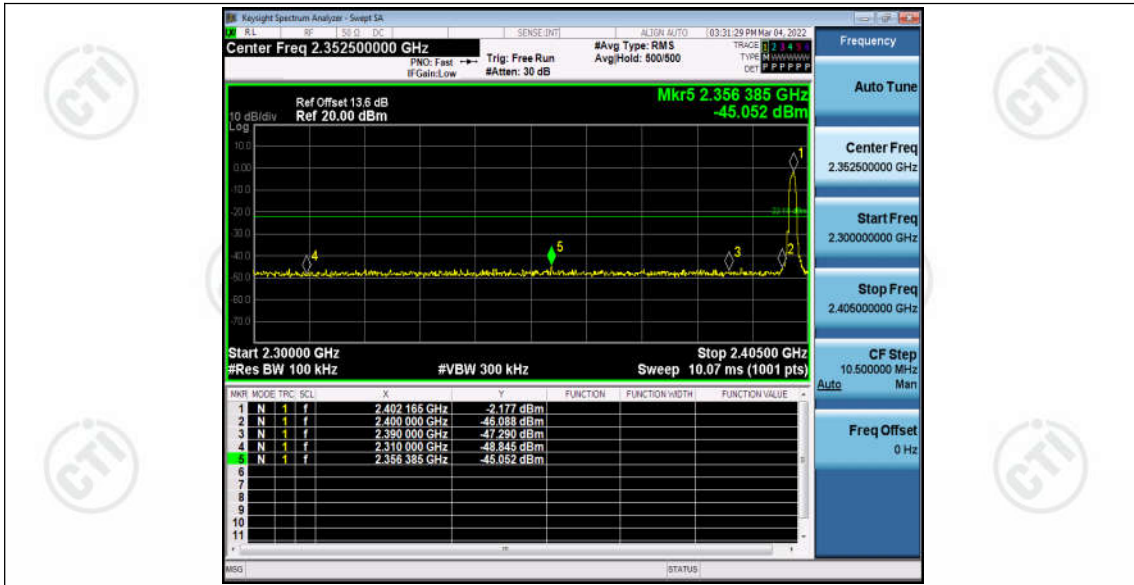 Keysight Spectrum Analyzer - Swept SA
RL RF 50 Ω DC SENSE:INT ALIGN AUTO 03:31:29 PM Mar 04, 2022
Center Freq 2.352500000 GHz
PNO: Fast
IFGain:Low
Trig: Free Run
#Atten: 30 dB
#Avg Type: RMS
Avg|Hold: 500/500
TRACE 1 2 3 4 5 6
TYPE M WWWWW
DET P P P P P P
Mkr5 2.356 385 GHz
-45.052 dBm
Ref Offset 13.6 dB
10 dB/div Ref 20.00 dBm
Log
10.0
0.00
-10.0
-20.0
-30.0
-40.0
-50.0
-60.0
-70.0
1
2
3
4
5
Start 2.30000 GHz Stop 2.40500 GHz
#Res BW 100 kHz #VBW 300 kHz Sweep 10.07 ms (1001 pts)
MKR MODE TRC SCL X Y FUNCTION FUNCTION WIDTH FUNCTION VALUE
1 N 1 f 2.402 165 GHz -2.177 dBm
2 N 1 f 2.400 000 GHz -46.088 dBm
3 N 1 f 2.390 000 GHz -47.290 dBm
4 N 1 f 2.310 000 GHz -48.845 dBm
5 N 1 f 2.356 385 GHz -45.052 dBm
6
7
8
9
10
11
MSG STATUS
Frequency
Auto Tune
Center Freq
2.352500000 GHz
Start Freq
2.300000000 GHz
Stop Freq
2.405000000 GHz
CF Step
10.500000 MHz
Auto Man
Freq Offset
0 Hz
CTI
CTI
CTI
CTI